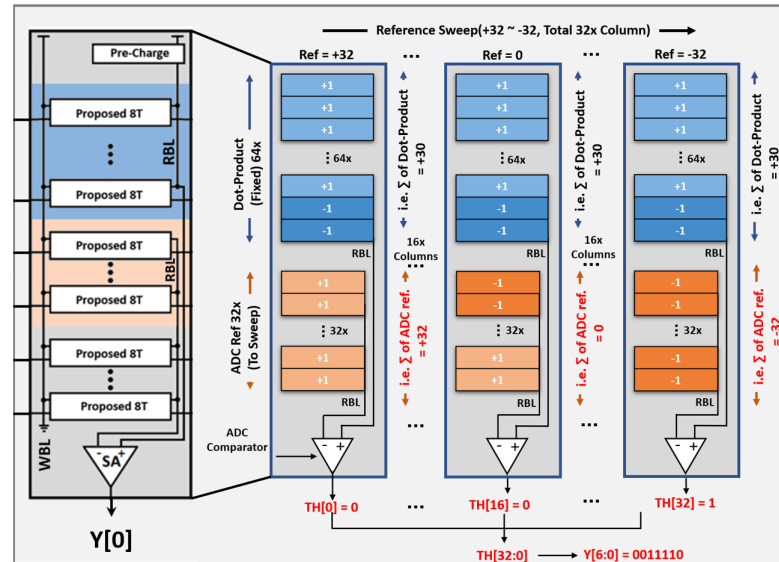 Reference Sweep(+32 ~ -32, Total 32x Column)
Pre-Charge
Proposed 8T
RBL
Proposed 8T
Proposed 8T
RBL
Proposed 8T
Proposed 8T
Proposed 8T
WBL
- SA +
Y[0]
Dot-Product
(Fixed) 64x
ADC Ref 32x
(To Sweep)
ADC
Comparator
Ref = +32
+1
+1
+1
64x
+1
-1
-1
RBL
+1
+1
32x
+1
+1
RBL
- +
TH[0] = 0
...
i.e. ∑ of Dot-Product
= +30
16x
Columns
...
i.e. ∑ of ADC ref.
= +32
...
...
Ref = 0
+1
+1
+1
64x
+1
-1
-1
RBL
-1
-1
32x
+1
+1
RBL
- +
TH[16] = 0
...
i.e. ∑ of Dot-Product
= +30
16x
Columns
...
i.e. ∑ of ADC ref.
= 0
...
...
Ref = -32
+1
+1
+1
64x
+1
-1
-1
RBL
-1
-1
32x
-1
-1
RBL
- +
TH[32] = 1
i.e. ∑ of Dot-Product
= +30
i.e. ∑ of ADC ref.
= -32
TH[32:0]
Y[6:0] = 0011110